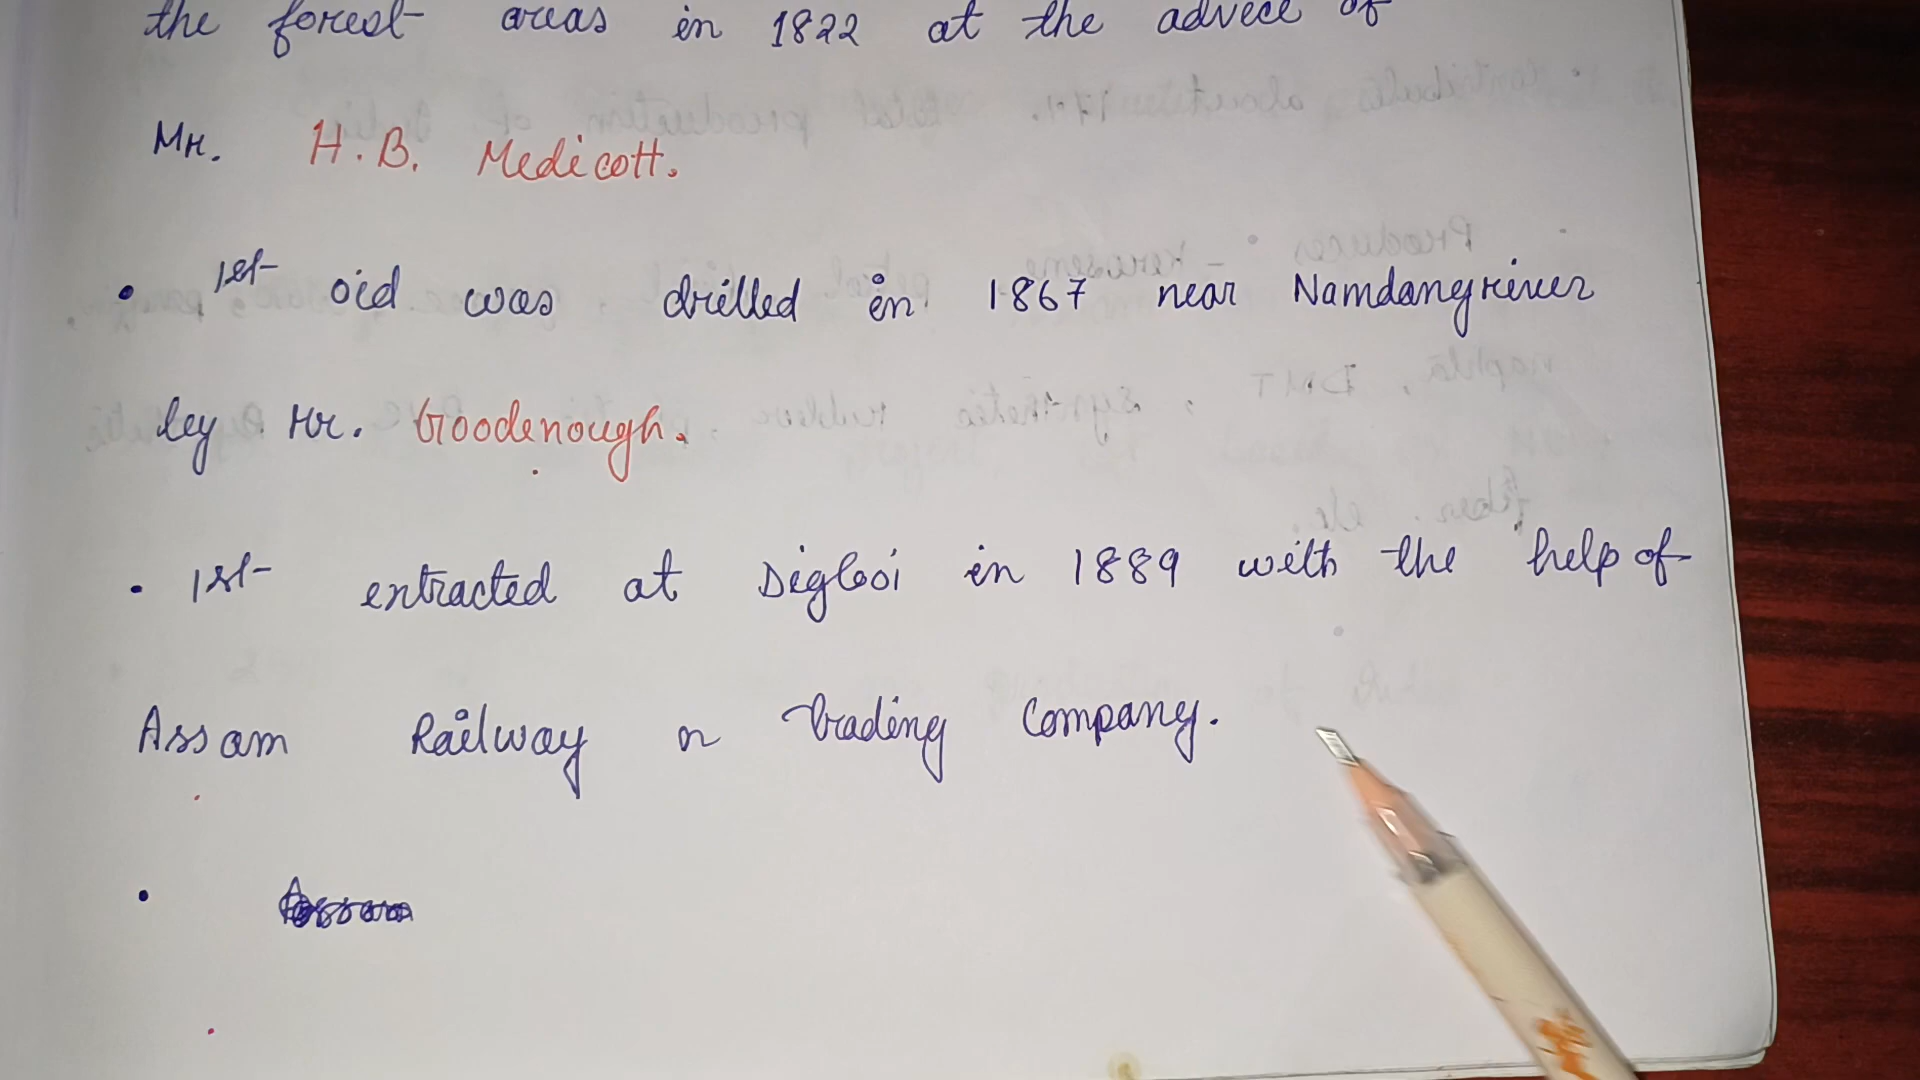 the forest areas in 1822 at the advice of
Mr. H.B. Medicott.
• 1st oil was drilled in 1867 near Namdang river
by Mr. Goodenough.
• 1st extracted at Digboi in 1889 with the help of
Assam Railway n trading Company.
•